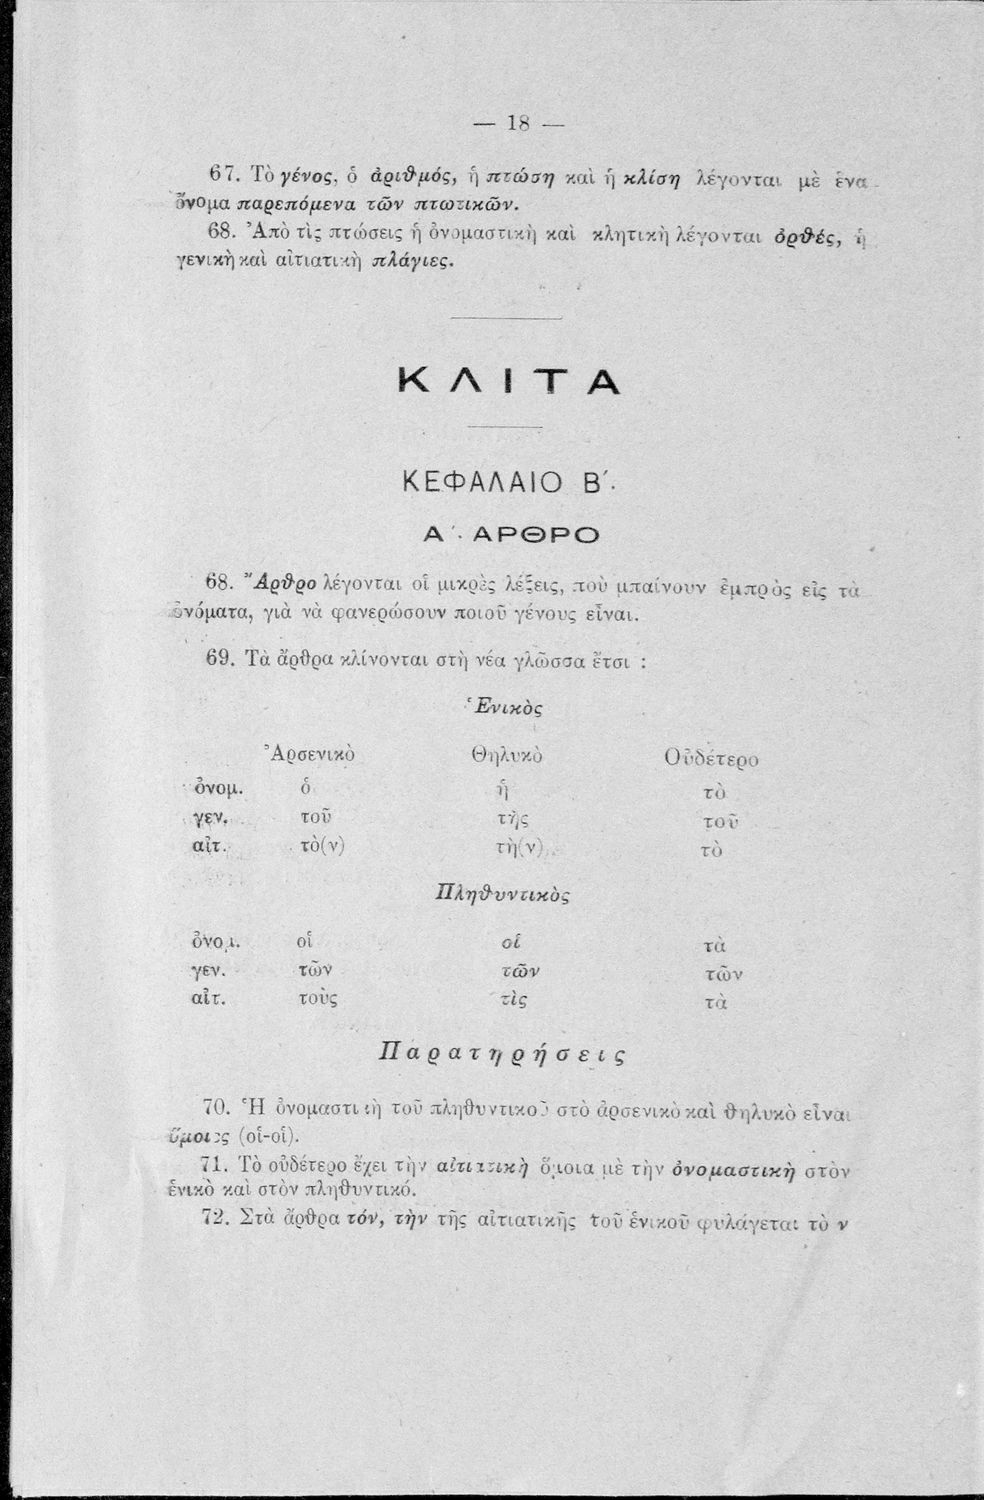 — 18 —
67. Τὸ γένος, ὁ ἀριθμός, ἡ πτώση καὶ ἡ κλίση λέγονται μὲ ἕνα
ὄνομα παρεπόμενα τῶν πτωτικῶν.
68. Ἀπὸ τὶς πτώσεις ἡ ὀνομαστικὴ καὶ κλητικὴ λέγονται ὀρθές, ἡ
γενικὴ καὶ αἰτιατικὴ πλάγιες.
ΚΛΙΤΑ
ΚΕΦΑΛΑΙΟ Β΄.
Α΄. ΑΡΘΡΟ
68. Ἄρθρο λέγονται οἱ μικρὲς λέξεις, ποὺ μπαίνουν ἐμπρὸς εἰς τὰ
ὀνόματα, γιὰ νὰ φανερώσουν ποιοῦ γένους εἶναι.
69. Τὰ ἄρθρα κλίνονται στὴ νέα γλῶσσα ἔτσι :
Ἑνικὸς
Ἀρσενικὸ Θηλυκὸ Οὐδέτερο
ὀνομ. ὁ ἡ τὸ
γεν. τοῦ τῆς τοῦ
αἰτ. τὸ(ν) τὴ(ν) τὸ
Πληθυντικὸς
ὀνομ. οἱ οἱ τὰ
γεν. τῶν τῶν τῶν
αἰτ. τοὺς τὶς τὰ
Παρατηρήσεις
70. Ἡ ὀνομαστικὴ τοῦ πληθυντικοῦ στὸ ἀρσενικὸ καὶ θηλυκὸ εἶναι
ὅμοιες (οἱ-οἱ).
71. Τὸ οὐδέτερο ἔχει τὴν αἰτιατικὴ ὅμοια μὲ τὴν ὀνομαστικὴ στὸν
ἑνικὸ καὶ στὸν πληθυντικό.
72. Στὰ ἄρθρα τόν, τὴν τῆς αἰτιατικῆς τοῦ ἑνικοῦ φυλάγεται τὸ ν